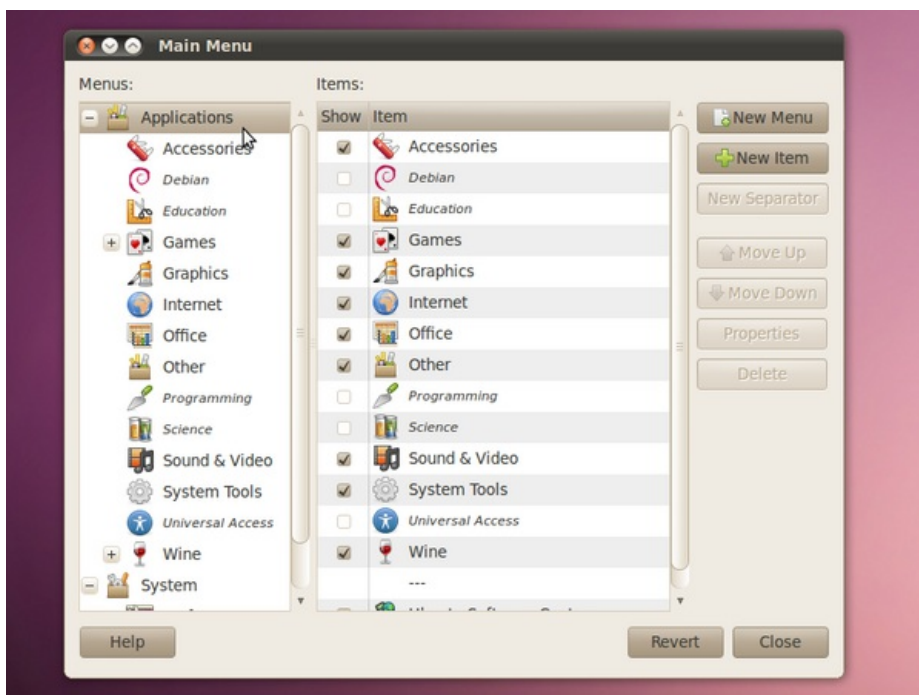 Main Menu
Menus:
Items:
Applications
Accessories
Debian
Education
Games
Graphics
Internet
Office
Other
Programming
Science
Sound & Video
System Tools
Universal Access
Wine
System
Show Item
Accessories
Debian
Education
Games
Graphics
Internet
Office
Other
Programming
Science
Sound & Video
System Tools
Universal Access
Wine
---
New Menu
New Item
New Separator
Move Up
Move Down
Properties
Delete
Help
Revert
Close